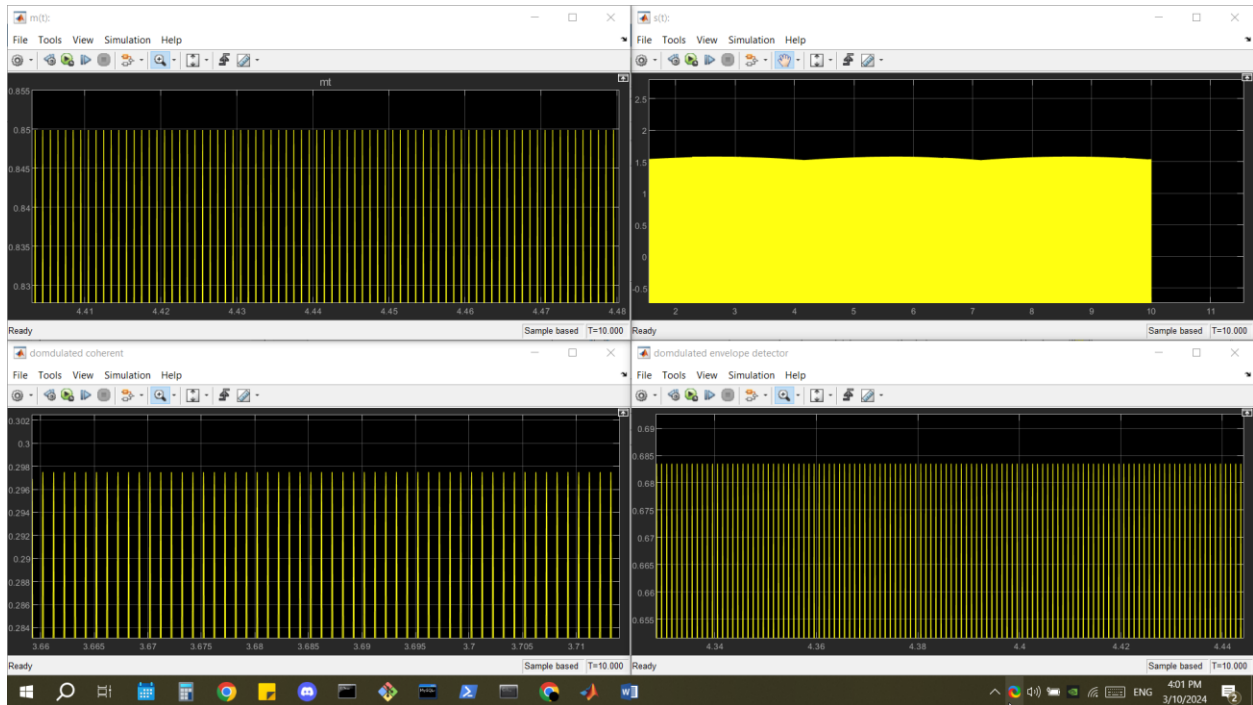 m(t):
File Tools View Simulation Help
mt
0.855
0.85
0.845
0.84
0.835
0.83
4.41 4.42 4.43 4.44 4.45 4.46 4.47 4.48
Ready Sample based T=10.000
s(t):
File Tools View Simulation Help
2.5
2
1.5
1
0.5
0
-0.5
2 3 4 5 6 7 8 9 10 11
Ready Sample based T=10.000
domdulated coherent
File Tools View Simulation Help
0.302
0.3
0.298
0.296
0.294
0.292
0.29
0.288
0.286
0.284
3.66 3.665 3.67 3.675 3.68 3.685 3.69 3.695 3.7 3.705 3.71
Ready Sample based T=10.000
domdulated envelope detector
File Tools View Simulation Help
0.69
0.685
0.68
0.675
0.67
0.665
0.66
0.655
4.34 4.36 4.38 4.4 4.42 4.44
Ready Sample based T=10.000
ENG
4:01 PM
3/10/2024
2